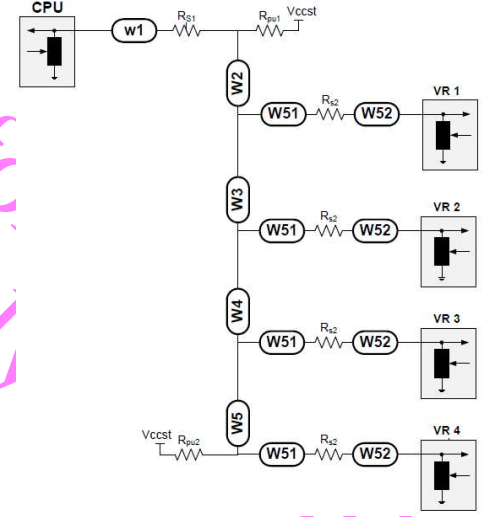 CPU
w1
RS1
Rpu1
Vccst
W2
VR 1
W51
Rs2
W52
W3
VR 2
W51
Rs2
W52
W4
VR 3
W51
Rs2
W52
W5
VR 4
Vccst
Rpu2
W51
Rs2
W52